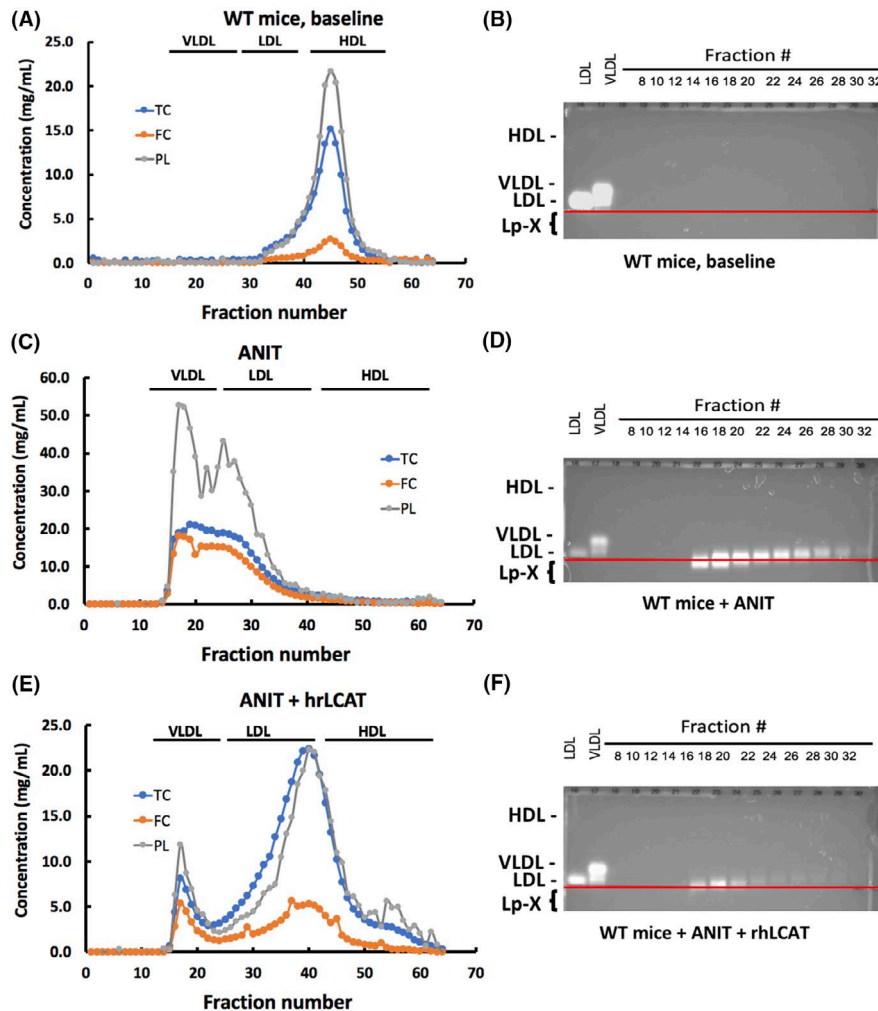 (A)
WT mice, baseline
VLDL LDL HDL
25.0
20.0
15.0
10.0
5.0
0.0
Concentration (mg/mL)
TC
FC
PL
0 10 20 30 40 50 60 70
Fraction number
(B)
LDL VLDL
Fraction #
8 10 12 14 16 18 20 22 24 26 28 30 32
HDL -
VLDL -
LDL -
Lp-X {
WT mice, baseline
(C)
ANIT
VLDL LDL HDL
60.0
50.0
40.0
30.0
20.0
10.0
0.0
Concentration (mg/mL)
TC
FC
PL
0 10 20 30 40 50 60 70
Fraction number
(D)
LDL VLDL
Fraction #
8 10 12 14 16 18 20 22 24 26 28 30 32
HDL -
VLDL -
LDL -
Lp-X {
WT mice + ANIT
(E)
ANIT + hrLCAT
VLDL LDL HDL
25.0
20.0
15.0
10.0
5.0
0.0
Concentration (mg/mL)
TC
FC
PL
0 10 20 30 40 50 60 70
Fraction number
(F)
LDL VLDL
Fraction #
8 10 12 14 16 18 20 22 24 26 28 30 32
HDL -
VLDL -
LDL -
Lp-X {
WT mice + ANIT + rhLCAT